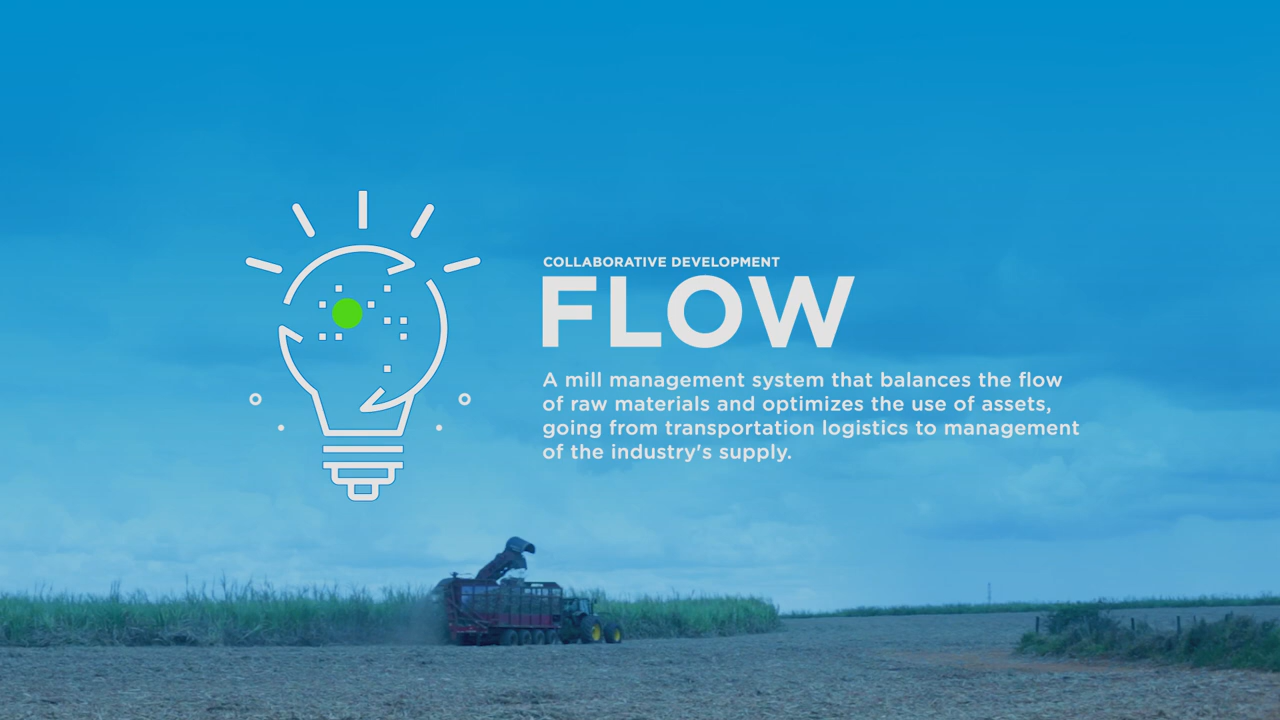 COLLABORATIVE DEVELOPMENT
FLOW
A mill management system that balances the flow
of raw materials and optimizes the use of assets,
going from transportation logistics to management
of the industry's supply.